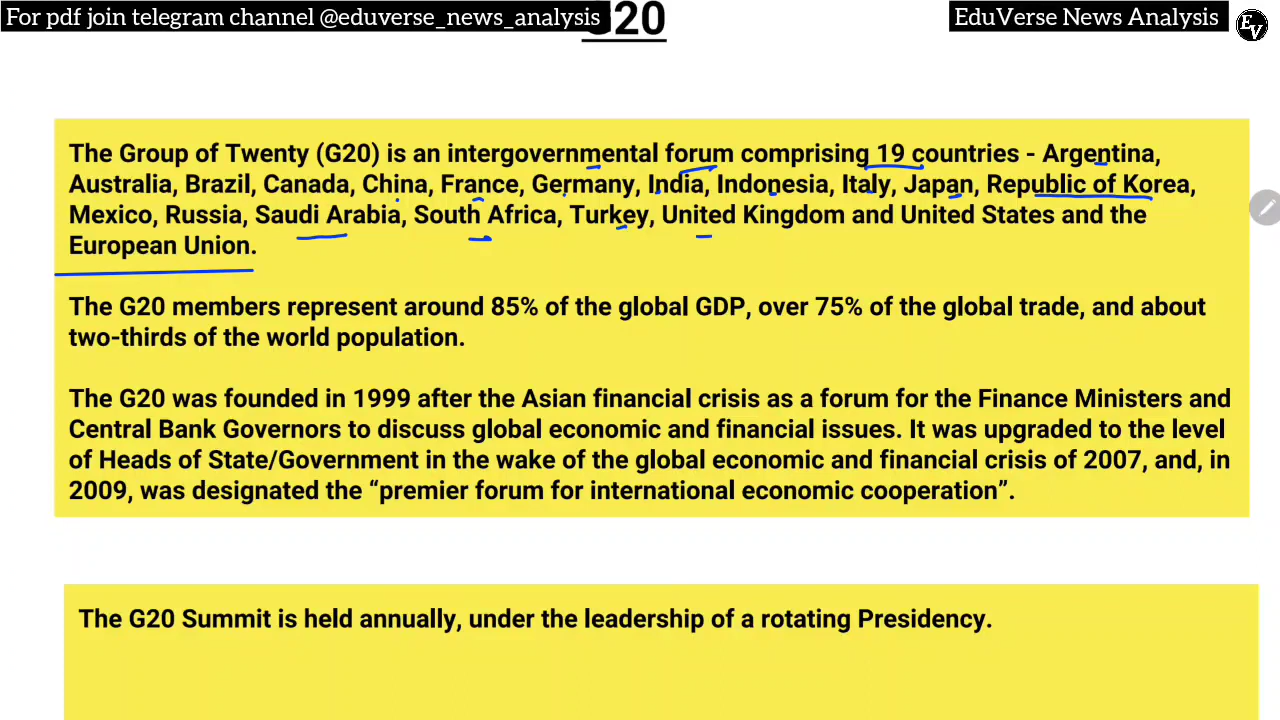 For pdf join telegram channel @eduverse_news_analysis
G20
EduVerse News Analysis
EV
The Group of Twenty (G20) is an intergovernmental forum comprising 19 countries - Argentina,
Australia, Brazil, Canada, China, France, Germany, India, Indonesia, Italy, Japan, Republic of Korea,
Mexico, Russia, Saudi Arabia, South Africa, Turkey, United Kingdom and United States and the
European Union.
The G20 members represent around 85% of the global GDP, over 75% of the global trade, and about
two-thirds of the world population.
The G20 was founded in 1999 after the Asian financial crisis as a forum for the Finance Ministers and
Central Bank Governors to discuss global economic and financial issues. It was upgraded to the level
of Heads of State/Government in the wake of the global economic and financial crisis of 2007, and, in
2009, was designated the “premier forum for international economic cooperation”.
The G20 Summit is held annually, under the leadership of a rotating Presidency.